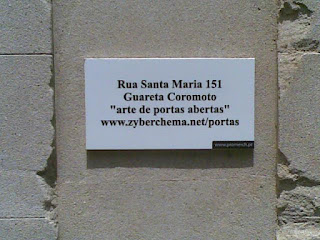 Rua Santa Maria 151
Guareta Coromoto
"arte de portas abertas"
www.zyberchema.net/portas